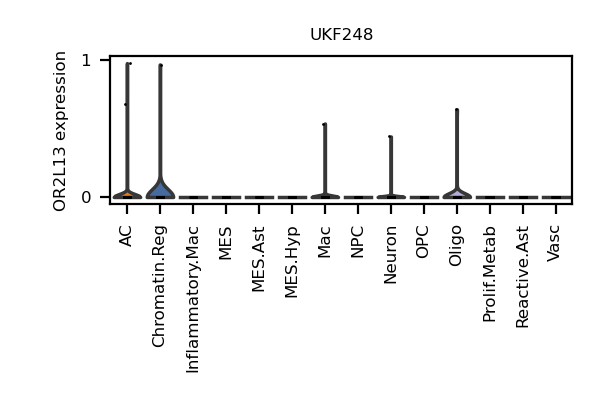 UKF248
OR2L13 expression
1
0
AC
Chromatin.Reg
Inflammatory.Mac
MES
MES.Ast
MES.Hyp
Mac
NPC
Neuron
OPC
Oligo
Prolif.Metab
Reactive.Ast
Vasc